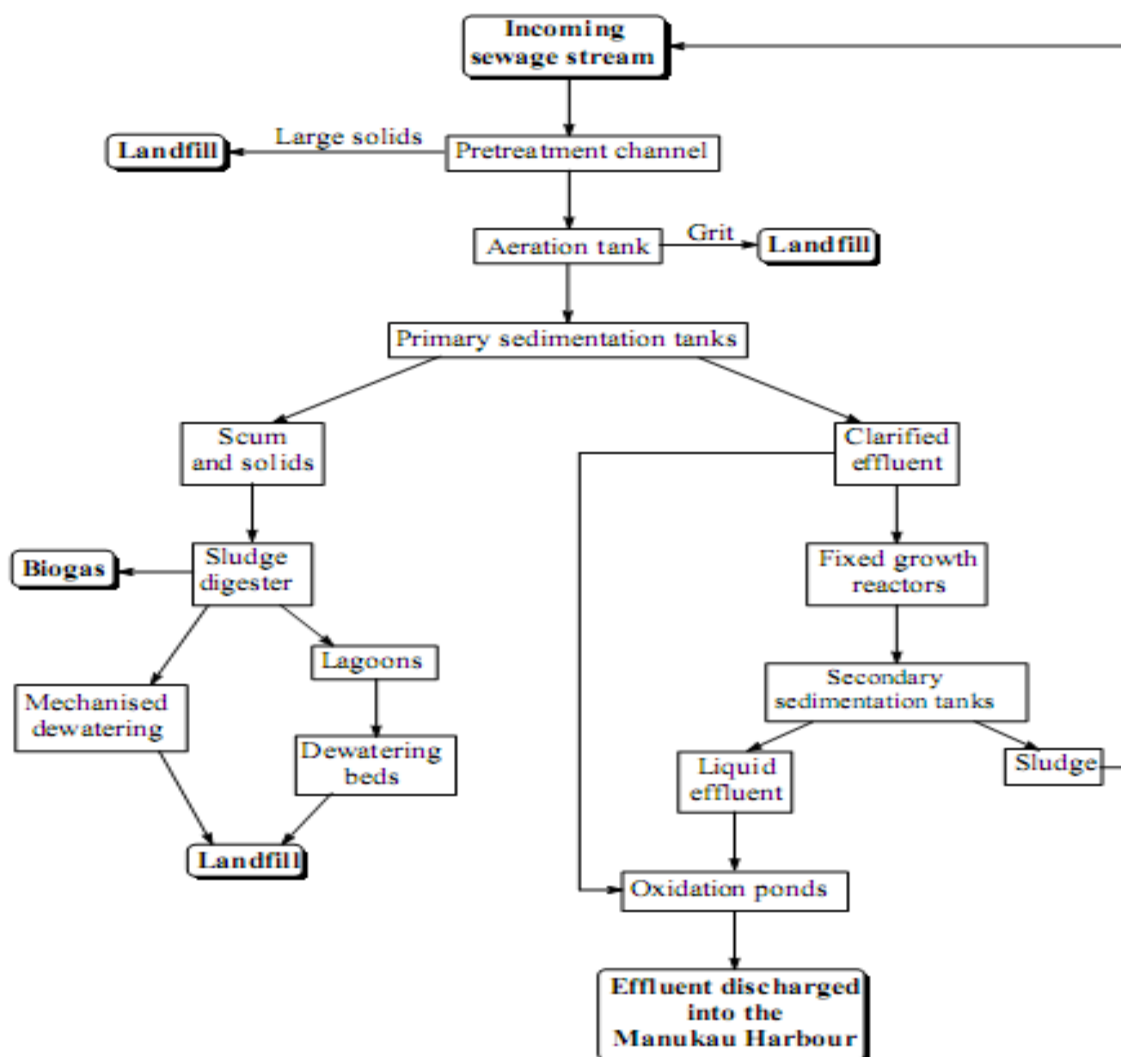 Incoming
sewage stream
Large solids
Landfill
Pretreatment channel
Grit
Aeration tank
Landfill
Primary sedimentation tanks
Scum
and solids
Clarified
effluent
Biogas
Sludge
digester
Fixed growth
reactors
Lagoons
Mechanised
dewatering
Secondary
sedimentation tanks
Dewatering
beds
Liquid
effluent
Sludge
Landfill
Oxidation ponds
Effluent discharged
into the
Manukau Harbour